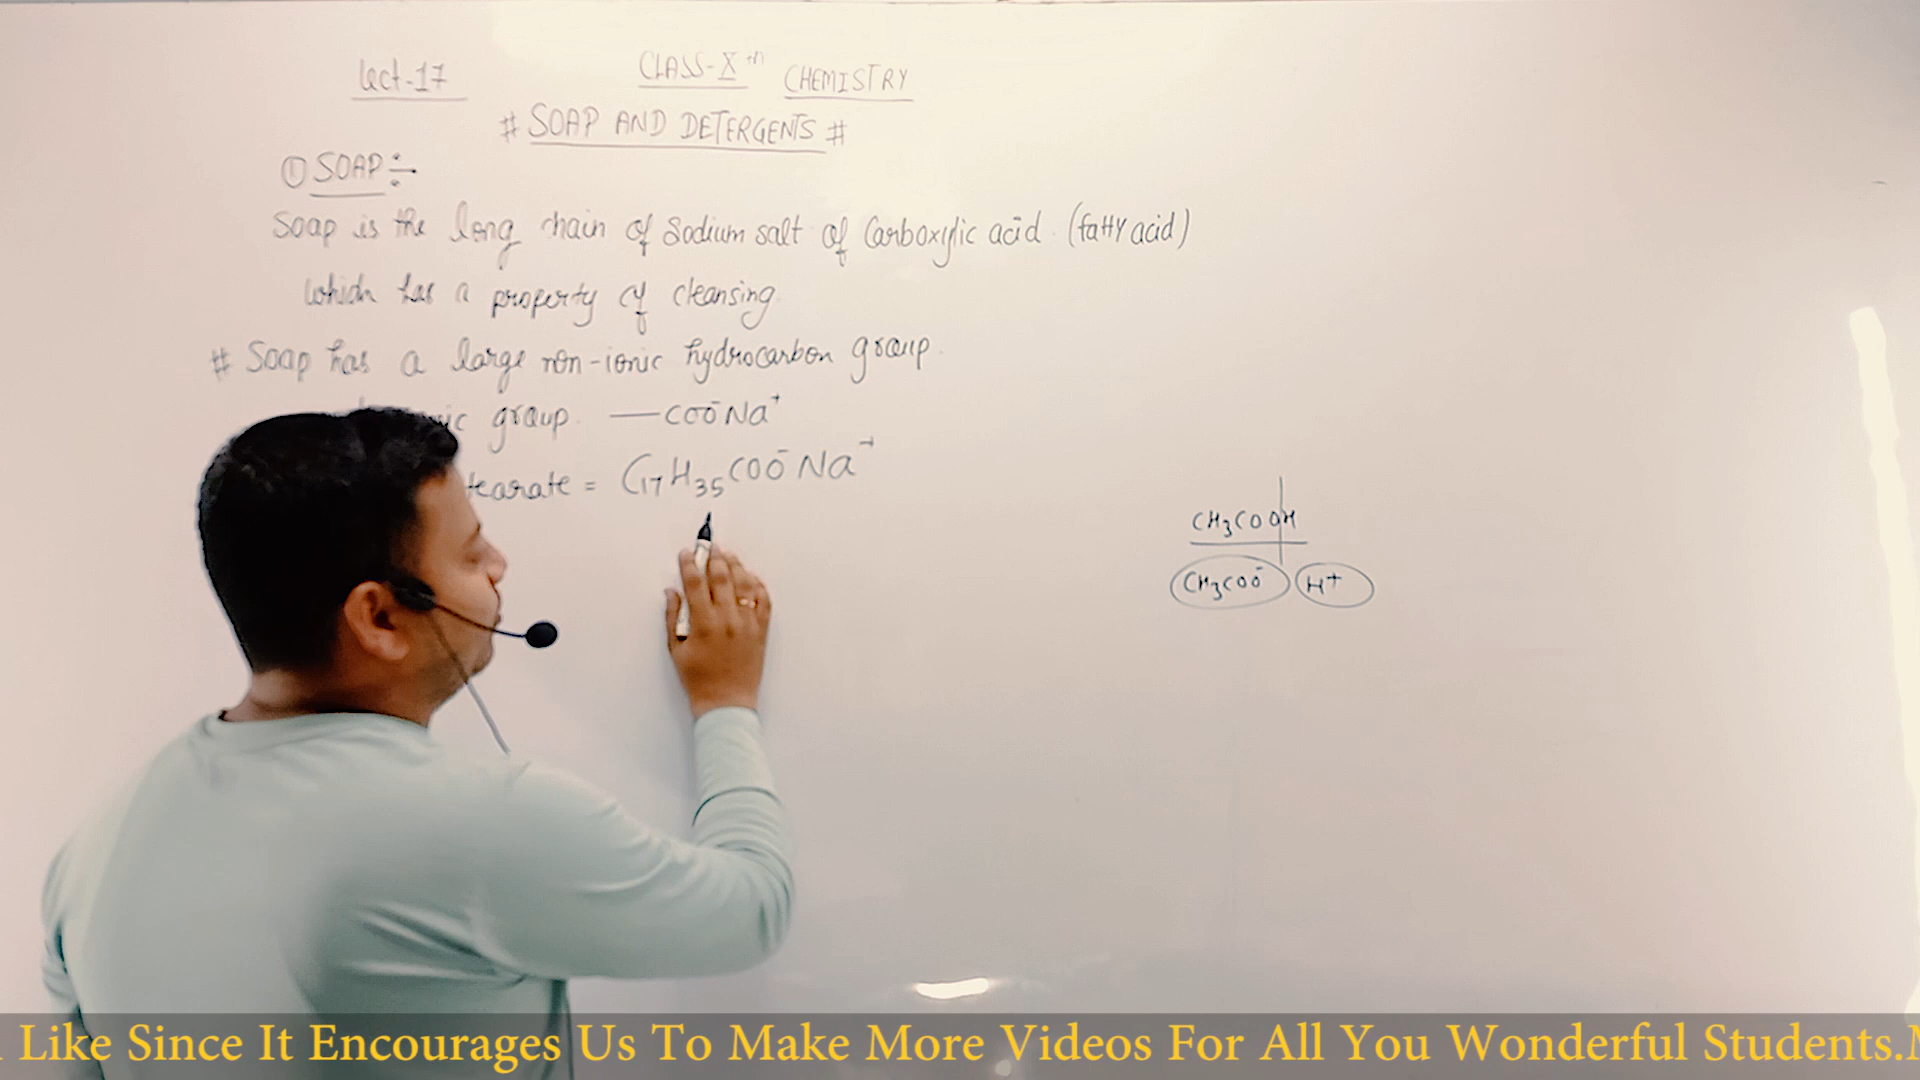 Lect-17
CLASS-Xth CHEMISTRY
# SOAP AND DETERGENTS #
① SOAP ÷
Soap is the long chain of Sodium salt of Carboxylic acid (fatty acid)
which has a property of cleansing.
# Soap has a large non-ionic hydrocarbon group.
group. —COO⁻Na⁺
= C₁₇H₃₅COO⁻Na⁺
CH₃COOH
CH₃COO⁻ H⁺
Like Since It Encourages Us To Make More Videos For All You Wonderful Students.